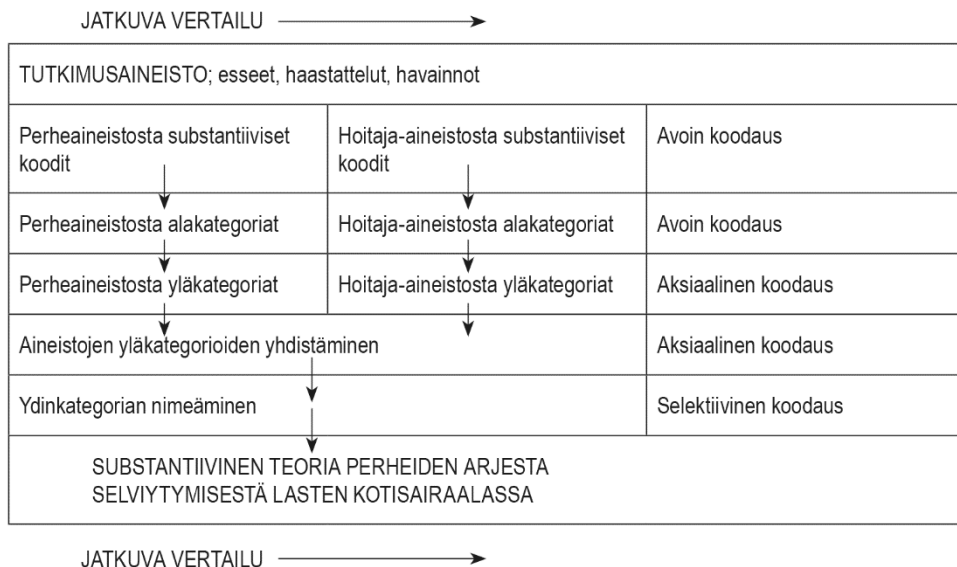 JATKUVA VERTAILU
TUTKIMUSAINEISTO; esseet, haastattelut, havainnot
Perheaineistosta substantiiviset
koodit
Hoitaja-aineistosta substantiiviset
koodit
Avoin koodaus
Perheaineistosta alakategoriat
Hoitaja-aineistosta alakategoriat
Avoin koodaus
Perheaineistosta yläkategoriat
Hoitaja-aineistosta yläkategoriat
Aksiaalinen koodaus
Aineistojen yläkategorioiden yhdistäminen
Aksiaalinen koodaus
Ydinkategorian nimeäminen
Selektiivinen koodaus
SUBSTANTIIVINEN TEORIA PERHEIDEN ARJESTA
SELVIYTYMISESTÄ LASTEN KOTISAIRAALASSA
JATKUVA VERTAILU